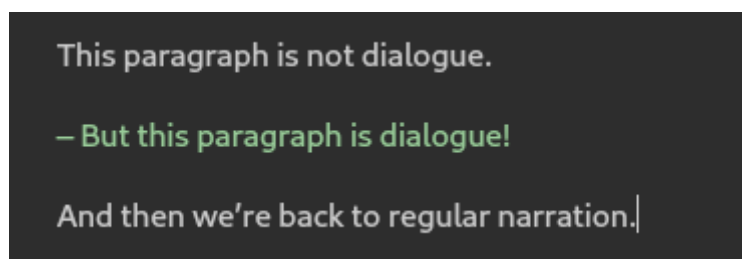 This paragraph is not dialogue.
– But this paragraph is dialogue!
And then we’re back to regular narration.